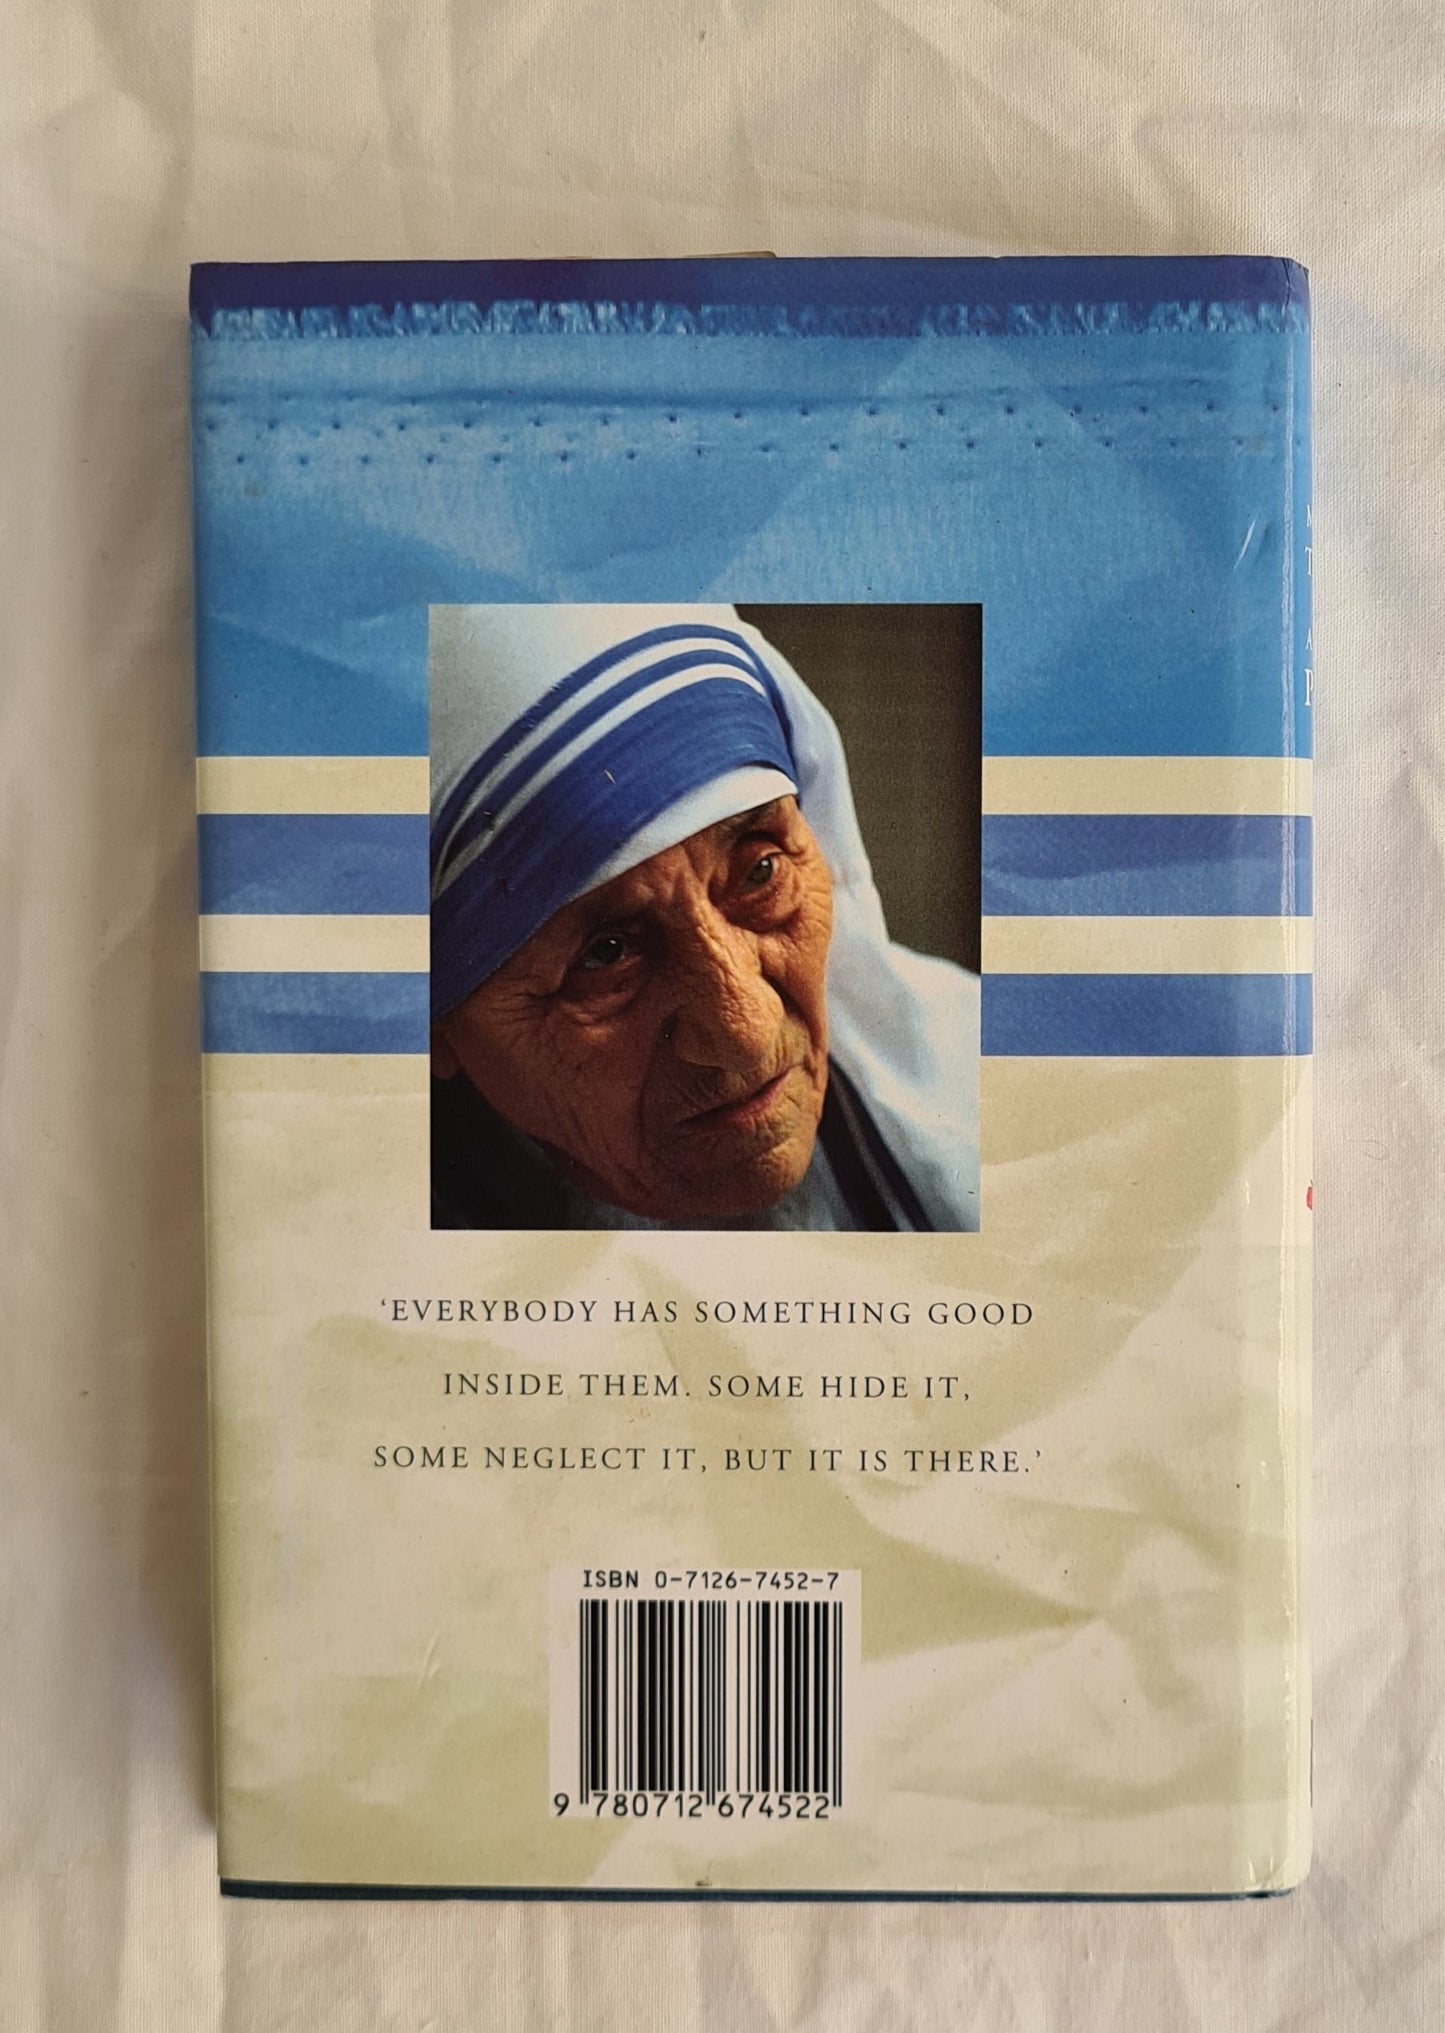 ‘EVERYBODY HAS SOMETHING GOOD
INSIDE THEM. SOME HIDE IT,
SOME NEGLECT IT, BUT IT IS THERE.’
ISBN 0-7126-7452-7
9 780712 674522